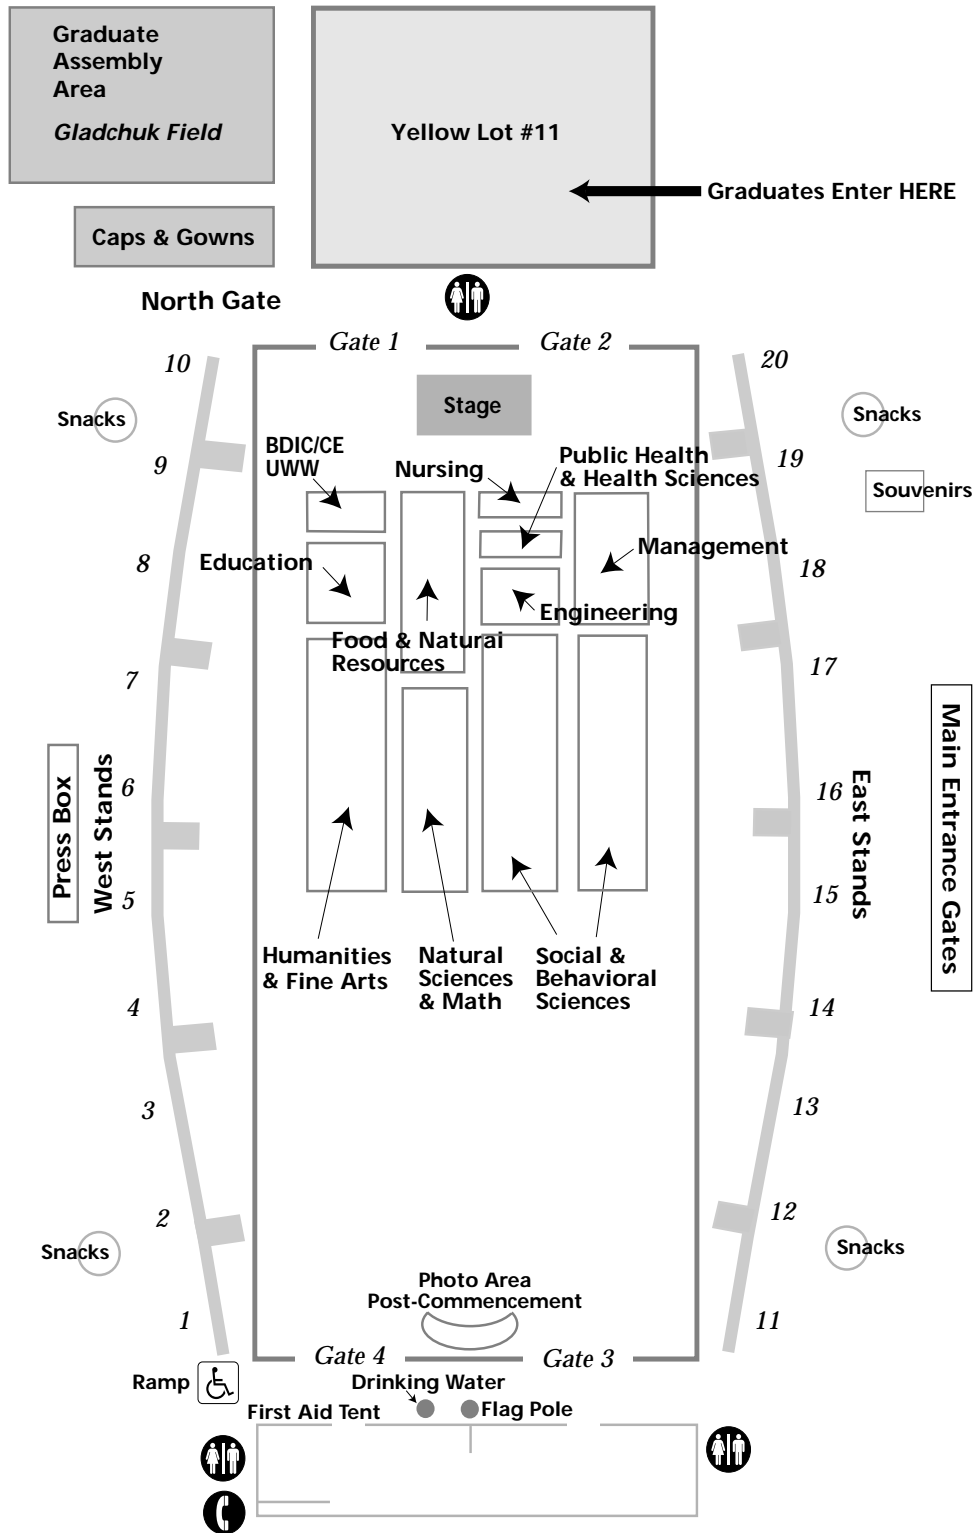 Graduate
Assembly
Area
Gladchuk Field
Yellow Lot #11
Graduates Enter HERE
Caps & Gowns
North Gate
Gate 1
Gate 2
10
20
Stage
Snacks
Snacks
BDIC/CE
UWW
Nursing
Public Health
& Health Sciences
9
19
Souvenirs
Management
8
Education
18
Engineering
Food & Natural
Resources
7
17
Main Entrance Gates
Press Box
West Stands
6
16
East Stands
5
15
Humanities
& Fine Arts
Natural
Sciences
& Math
Social &
Behavioral
Sciences
4
14
3
13
2
12
Snacks
Snacks
Photo Area
Post-Commencement
1
11
Gate 4
Gate 3
Ramp
Drinking Water
First Aid Tent
Flag Pole